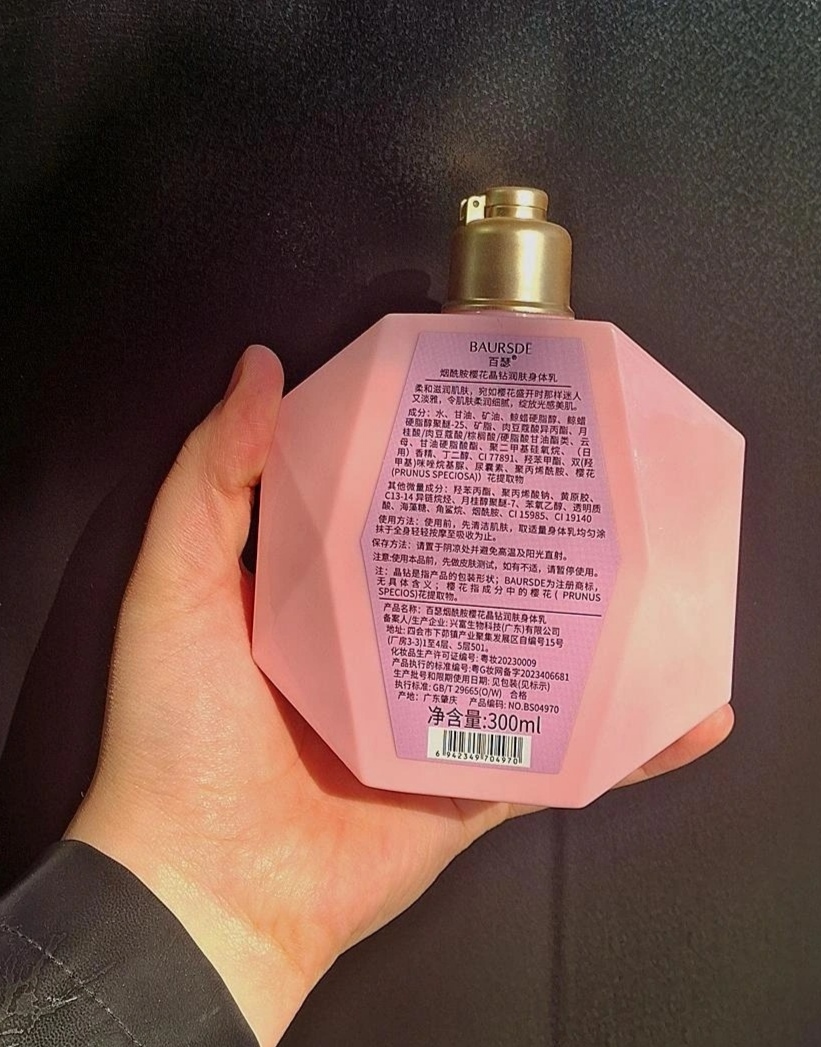 BAURSDE
百瑟®
烟酰胺樱花晶钻润肤身体乳
柔和滋润肌肤，宛如樱花盛开时那样迷人
又淡雅，令肌肤柔润细腻，绽放光感美肌。
成分：水、甘油、矿油、鲸蜡硬脂醇、鲸蜡
硬脂醇聚醚-25、矿脂、肉豆蔻酸异丙酯、月
桂酸/肉豆蔻酸/棕榈酸/硬脂酸甘油酯类、云
母、甘油硬脂酸酯、聚二甲基硅氧烷、（日
用）香精、丁二醇、CI 77891、羟苯甲酯、双(羟
甲基)咪唑烷基脲、尿囊素、聚丙烯酰胺、樱花
(PRUNUS SPECIOSA)）花提取物
其他微量成分：羟苯丙酯、聚丙烯酸钠、黄原胶、
C13-14 异链烷烃、月桂醇聚醚-7、苯氧乙醇、透明质
酸、海藻糖、角鲨烷、烟酰胺、CI 15985、CI 19140
使用方法：使用前，先清洁肌肤，取适量身体乳均匀涂
抹于全身轻轻按摩至吸收为止。
保存方法：请置于阴凉处并避免高温及阳光直射。
注意:使用本品前，先做皮肤测试，如有不适，请暂停使用。
注：晶钻是指产品的包装形状；BAURSDE为注册商标，
无具体含义；樱花指成分中的樱花( PRUNUS
SPECIOS)花提取物。
产品名称：百瑟烟酰胺樱花晶钻润肤身体乳
备案人/生产企业: 兴富生物科技(广东)有限公司
地址: 四会市下茆镇产业聚集发展区自编号15号
(厂房3-3)1至4层、5层501。
化妆品生产许可证编号: 粤妆20230009
产品执行的标准编号:粤G妆网备字2023406681
生产批号和限期使用日期: 见包装(见标示)
执行标准: GB/T 29665(O/W) 合格
产地：广东肇庆 产品编码: NO.BS04970
净含量:300ml
6 942349 704970